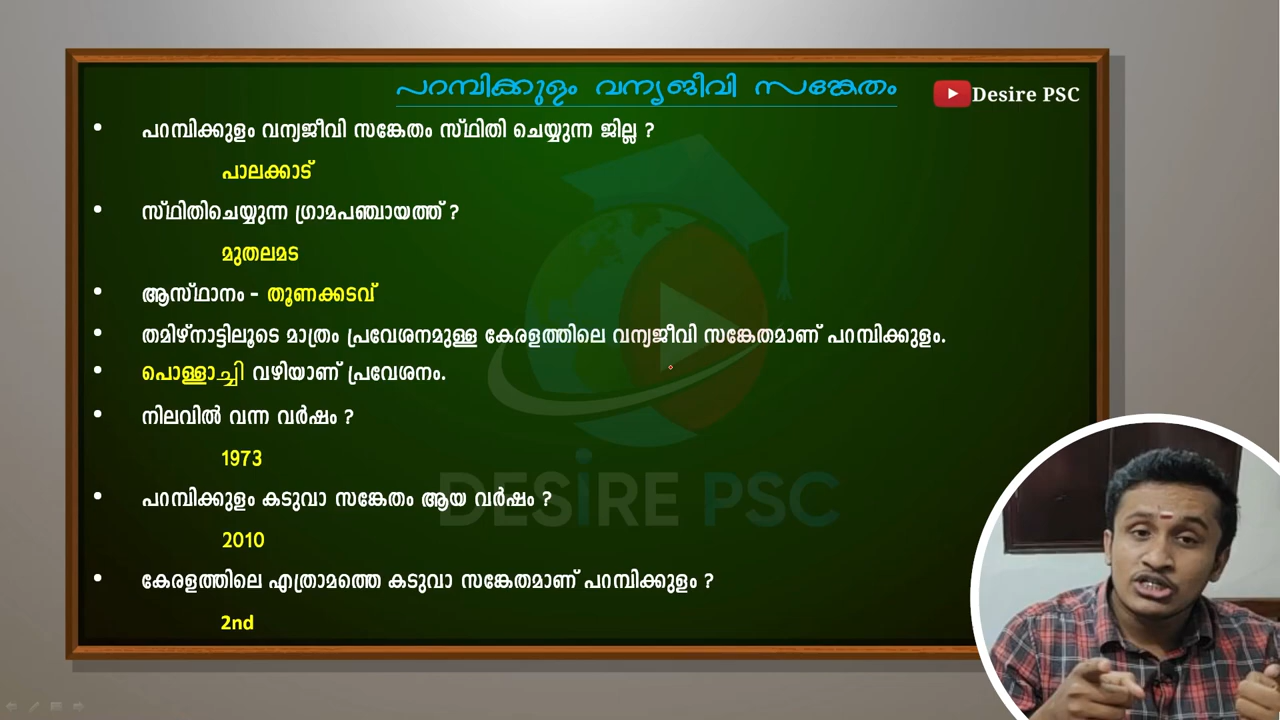 പറമ്പിക്കുളം വന്യജീവി സങ്കേതം
Desire PSC
• പറമ്പിക്കുളം വന്യജീവി സങ്കേതം സ്ഥിതി ചെയ്യുന്ന ജില്ല ?
പാലക്കാട്
• സ്ഥിതിചെയ്യുന്ന ഗ്രാമപഞ്ചായത്ത് ?
മുതലമട
• ആസ്ഥാനം - തൂണക്കടവ്
• തമിഴ്നാട്ടിലൂടെ മാത്രം പ്രവേശനമുള്ള കേരളത്തിലെ വന്യജീവി സങ്കേതമാണ് പറമ്പിക്കുളം.
• പൊള്ളാച്ചി വഴിയാണ് പ്രവേശനം.
• നിലവിൽ വന്ന വർഷം ?
1973
• പറമ്പിക്കുളം കടുവാ സങ്കേതം ആയ വർഷം ?
2010
• കേരളത്തിലെ എത്രാമത്തെ കടുവാ സങ്കേതമാണ് പറമ്പിക്കുളം ?
2nd
DESiRE PSC